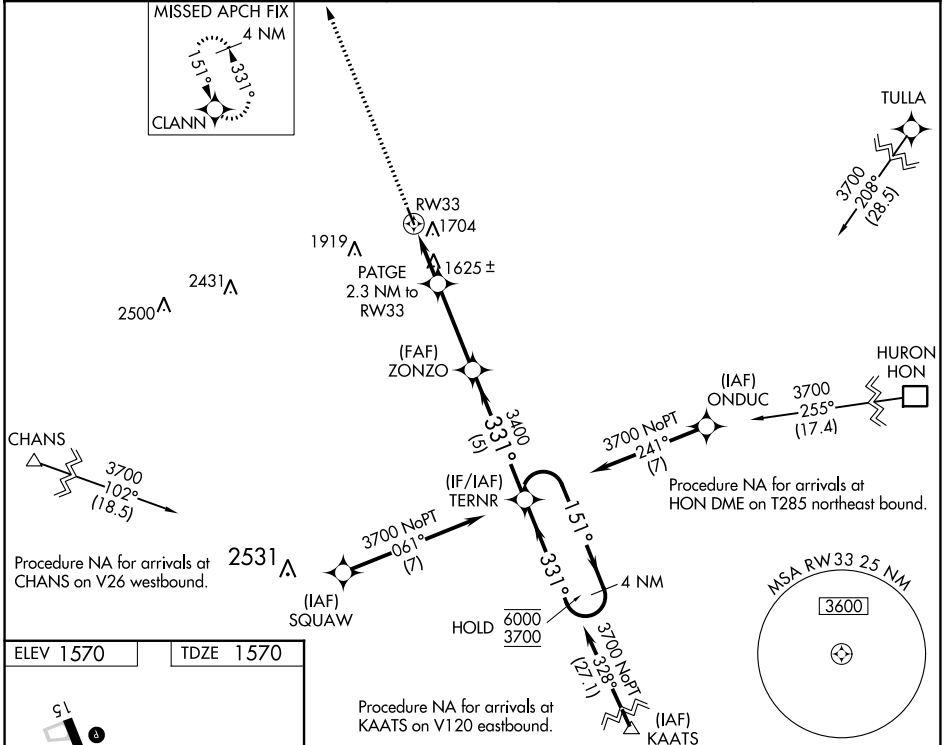 MISSED APCH FIX
4 NM
151°
331°
CLANN
TULLA
3700
208°
(28.5)
RW33
1704
1919
1625 ±
PATGE
2.3 NM to
RW33
2431
2500
(FAF)
ZONZO
HURON
HON
(IAF)
ONDUC
3700
255°
(17.4)
3400
331°
(5)
3700 NoPT
241°
(7)
CHANS
3700
102°
(18.5)
(IF/IAF)
TERNR
151°
Procedure NA for arrivals at
HON DME on T285 northeast bound.
3700 NoPT
061°
(7)
Procedure NA for arrivals at
CHANS on V26 westbound.
2531
(IAF)
SQUAW
331°
4 NM
HOLD
6000
3700
MSA RW33 25 NM
3600
3700 NoPT
328°
(27.1)
ELEV 1570
TDZE 1570
Procedure NA for arrivals at
KAATS on V120 eastbound.
(IAF)
KAATS
15
P